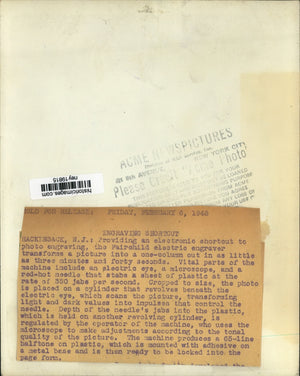 ACME NEWSPICTURES
8TH AVENUE NEW YORK CITY
Please Credit "Acme Photo"
historicimages.com
ney19815
HELD FOR RELEASE: FRIDAY, FEBRUARY 6, 1948
ENGRAVING SHORTCUT
HACKENSACK, N.J.: Providing an electronic shortcut to
photo engraving, the Fairchild electric engraver
transforms a picture into a one-column cut in as little
as three minutes and forty seconds. Vital parts of the
machine include an electric eye, a microscope, and a
red-hot needle that stabs a sheet of plastic at the
rate of 300 jabs per second. Cropped to size, the photo
is placed on a cylinder that revolves beneath the
electric eye, which scans the picture, transforming
light and dark values into impulses that control the
needle. Depth of the needle's jabs into the plastic,
which is held on another revolving cylinder, is
regulated by the operator of the machine, who uses the
microscope to make adjustments according to the tonal
quality of the picture. The machine produces a 65-line
halftone on plastic, which is mounted with adhesive on
a metal base and is then ready to be locked into the
page form.